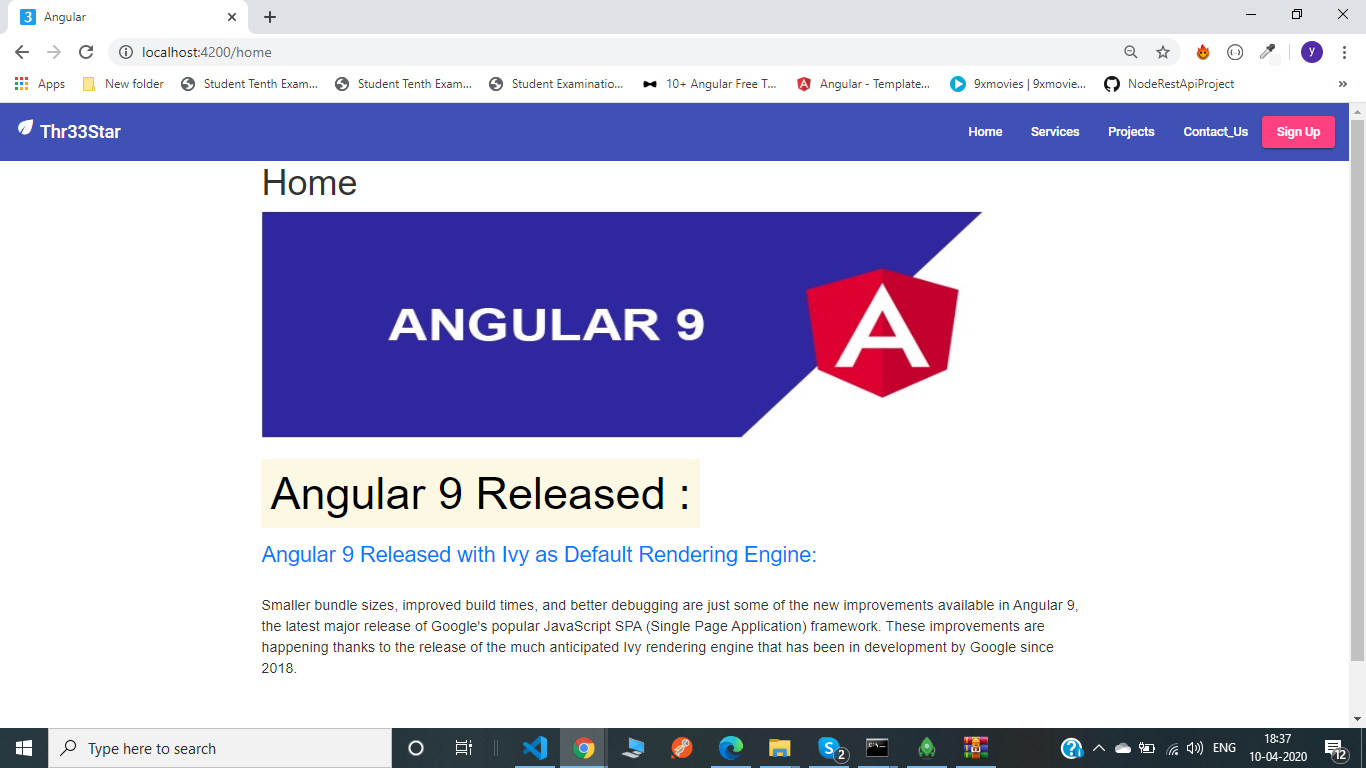 3 Angular
localhost:4200/home
y
Apps New folder Student Tenth Exam... Student Tenth Exam... Student Examinatio... 10+ Angular Free T... Angular - Template... 9xmovies | 9xmovie... NodeRestApiProject »
Thr33Star Home Services Projects Contact_Us Sign Up
Home
ANGULAR 9 A
Angular 9 Released :
Angular 9 Released with Ivy as Default Rendering Engine:
Smaller bundle sizes, improved build times, and better debugging are just some of the new improvements available in Angular 9,
the latest major release of Google's popular JavaScript SPA (Single Page Application) framework. These improvements are
happening thanks to the release of the much anticipated Ivy rendering engine that has been in development by Google since
2018.
Type here to search
2
ENG
18:37
10-04-2020
12